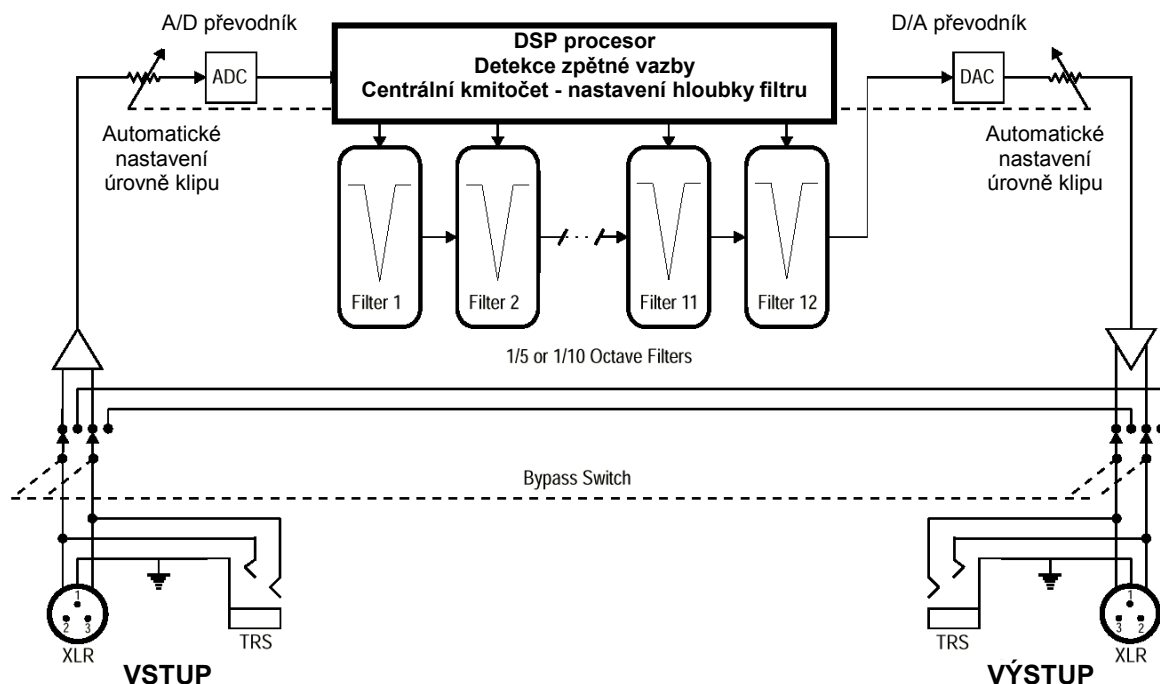 A/D převodník
D/A převodník
DSP procesor
Detekce zpětné vazby
Centrální kmitočet - nastavení hloubky filtru
ADC
DAC
Automatické
nastavení
úrovně klipu
Automatické
nastavení
úrovně klipu
Filter 1
Filter 2
Filter 11
Filter 12
1/5 or 1/10 Octave Filters
Bypass Switch
1
2
3
XLR
TRS
VSTUP
TRS
1
3
2
XLR
VÝSTUP